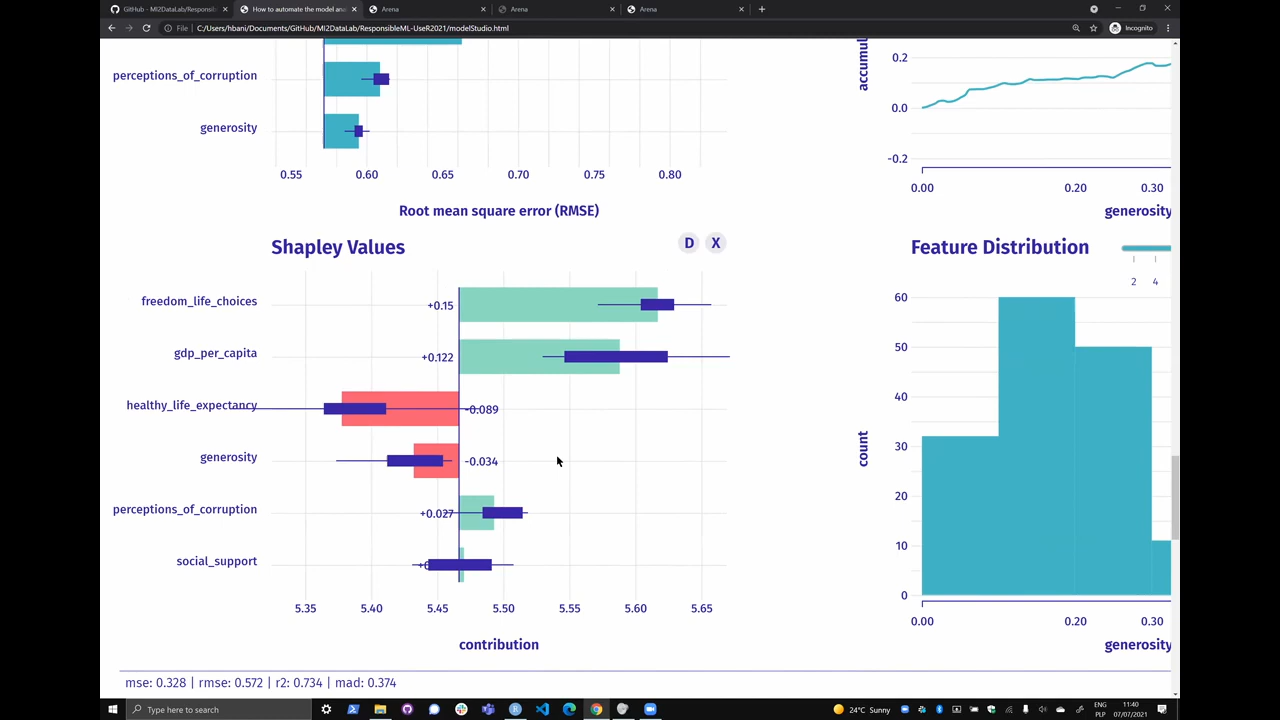 GitHub - MI2DataLab/Responsib
How to automate the model ana
Arena
Arena
Arena
File
C:/Users/hbani/Documents/GitHub/MI2DataLab/ResponsibleML-UseR2021/modelStudio.html
Incognito
perceptions_of_corruption
generosity
0.55 0.60 0.65 0.70 0.75 0.80
Root mean square error (RMSE)
accumul
0.2
0.0
-0.2
0.00 0.20 0.30
generosity
Shapley Values
D X
freedom_life_choices
+0.15
gdp_per_capita
+0.122
healthy_life_expectancy
-0.089
generosity
-0.034
perceptions_of_corruption
+0.027
social_support
5.35 5.40 5.45 5.50 5.55 5.60 5.65
contribution
Feature Distribution
2 4
60
50
40
30
20
10
0
count
0.00 0.20 0.30
generosity
mse: 0.328 | rmse: 0.572 | r2: 0.734 | mad: 0.374
Type here to search
24°C Sunny
ENG
PLP
11:40
07/07/2021